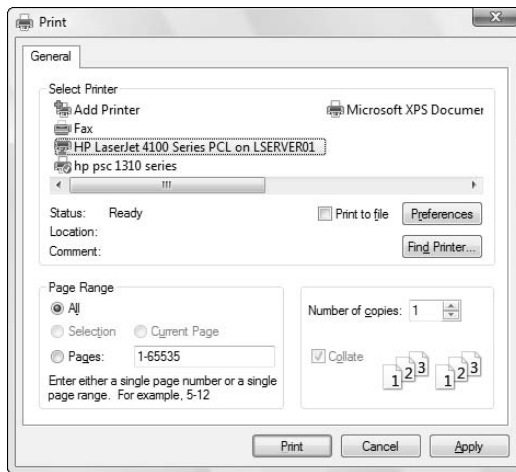 Print
General
Select Printer
Add Printer
Microsoft XPS Documer
Fax
HP LaserJet 4100 Series PCL on LSERVER01
hp psc 1310 series
Status: Ready
Print to file
Preferences
Location:
Comment:
Find Printer...
Page Range
All
Selection
Current Page
Pages: 1-65535
Enter either a single page number or a single
page range. For example, 5-12
Number of copies: 1
Collate
1 2 3 1 2 3
Print
Cancel
Apply